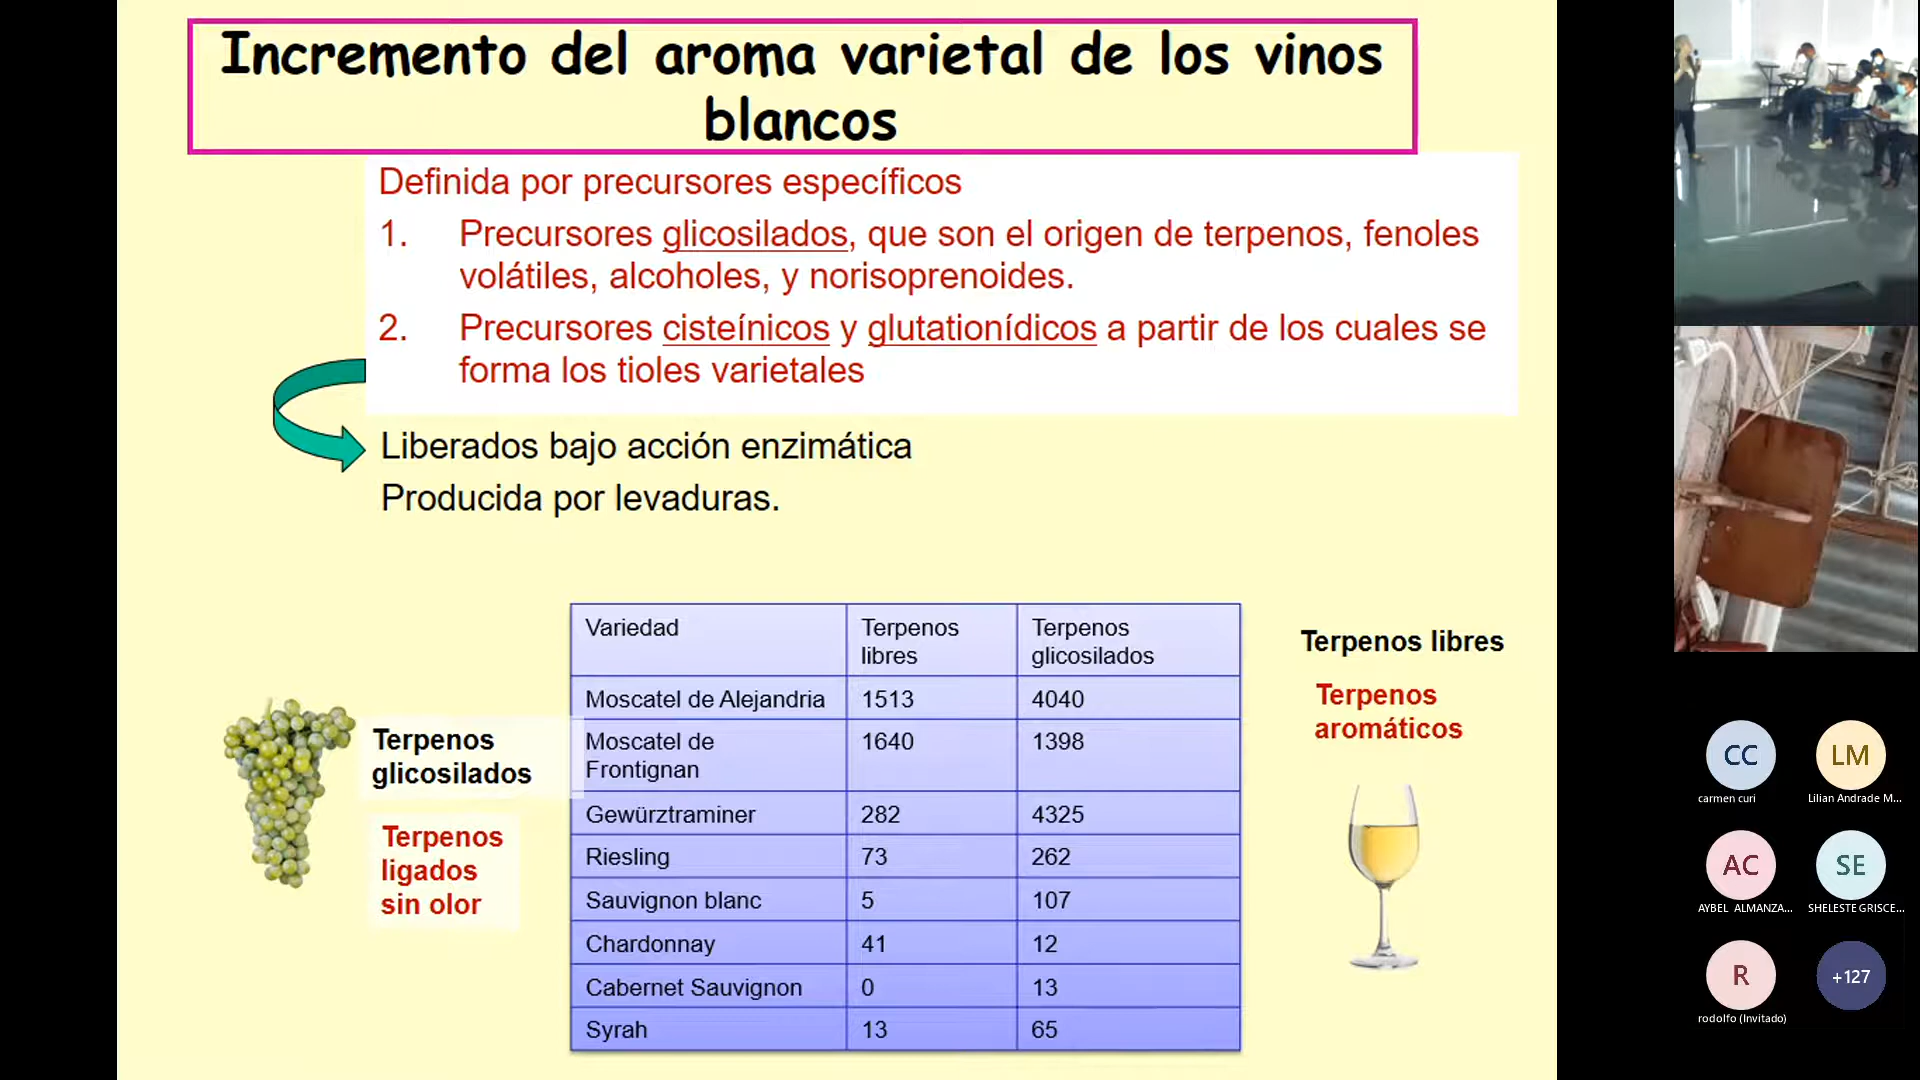 Incremento del aroma varietal de los vinos
blancos
Definida por precursores específicos
1. Precursores glicosilados, que son el origen de terpenos, fenoles
volátiles, alcoholes, y norisoprenoides.
2. Precursores cisteínicos y glutationídicos a partir de los cuales se
forma los tioles varietales
Liberados bajo acción enzimática
Producida por levaduras.
Terpenos
glicosilados
Terpenos
ligados
sin olor
Variedad Terpenos libres Terpenos glicosilados
Moscatel de Alejandria 1513 4040
Moscatel de Frontignan 1640 1398
Gewürztraminer 282 4325
Riesling 73 262
Sauvignon blanc 5 107
Chardonnay 41 12
Cabernet Sauvignon 0 13
Syrah 13 65
Terpenos libres
Terpenos
aromáticos
CC LM
carmen curi Lilian Andrade M...
AC SE
AYBEL ALMANZA... SHELESTE GRISCE...
R +127
rodolfo (Invitado)